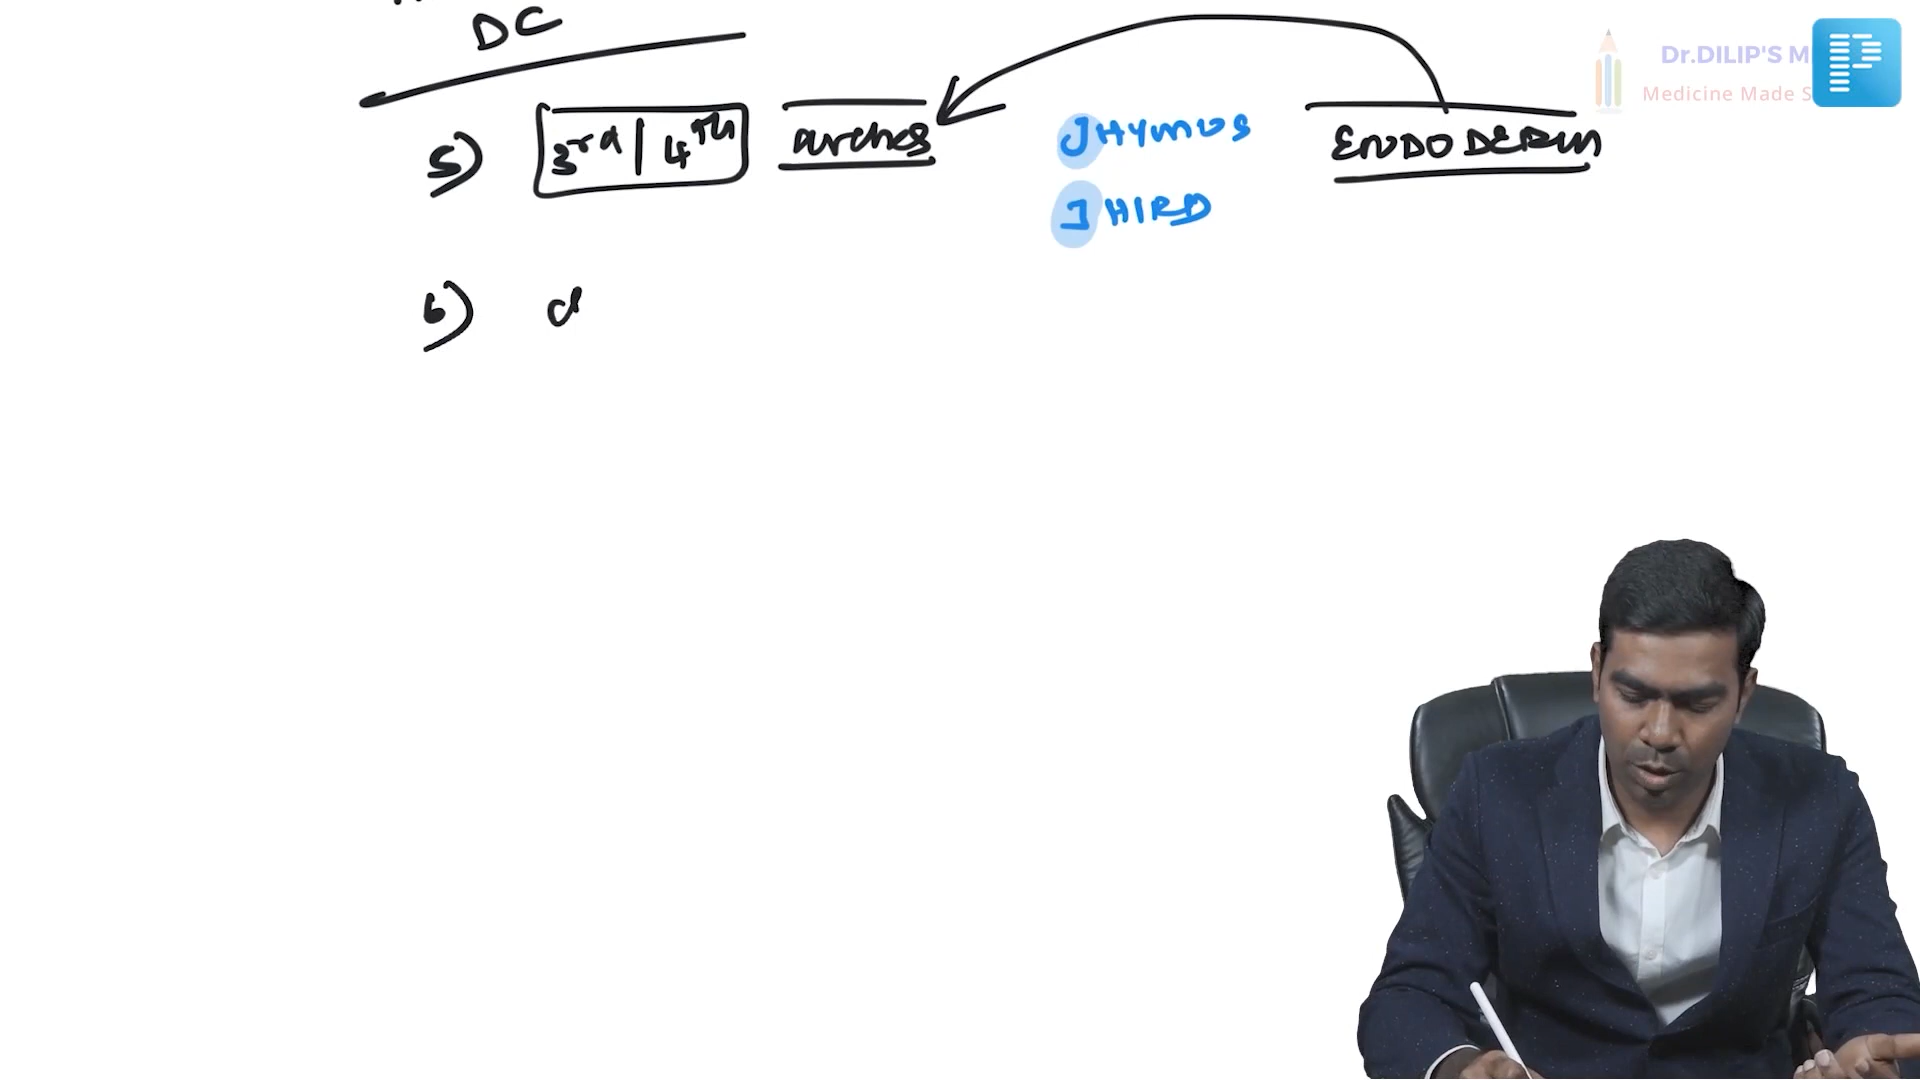 DC
Dr.DILIP'S M
Medicine Made S
5) 3rd | 4Th arches THYMUS ENDODERM
THIRD
6) d